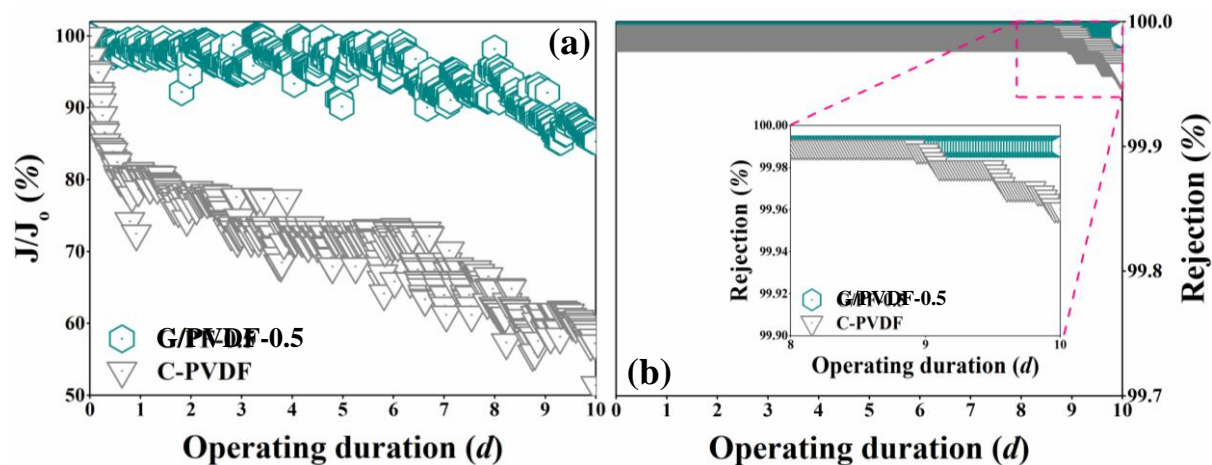 (a)
100
90
80
70
60
50
J/J₀ (%)
G/PVDF-0.5
C-PVDF
0 1 2 3 4 5 6 7 8 9 10
Operating duration (d)
(b)
100.0
99.9
99.8
99.7
Rejection (%)
100.00
99.98
99.96
99.94
99.92
99.90
Rejection (%)
G/PVDF-0.5
C-PVDF
8 9 10
Operating duration (d)
0 1 2 3 4 5 6 7 8 9 10
Operating duration (d)